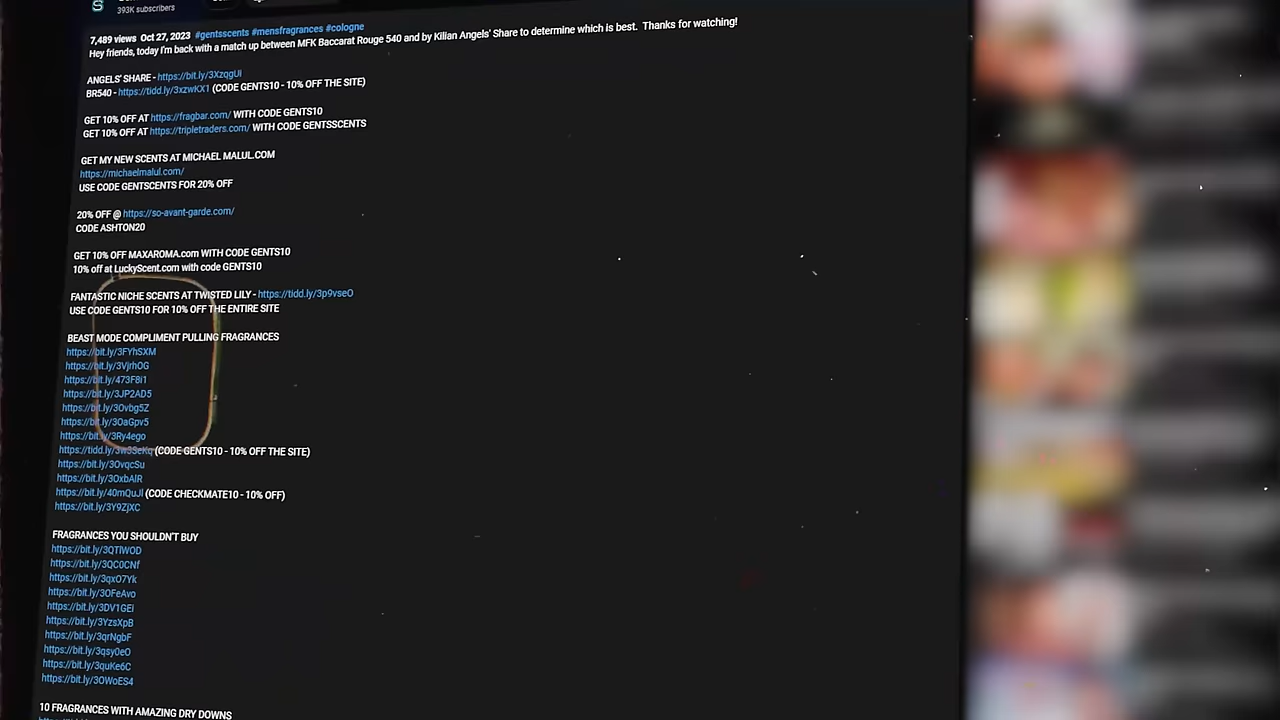 393K subscribers
7,489 views Oct 27, 2023 #gentsscents #mensfragrances #cologne
Hey friends, today I'm back with a match up between MFK Baccarat Rouge 540 and by Kilian Angels' Share to determine which is best. Thanks for watching!
ANGELS' SHARE - https://bit.ly/3XzqgUl
BR540 - https://tidd.ly/3xzwKX1 (CODE GENTS10 - 10% OFF THE SITE)
GET 10% OFF AT https://fragbar.com/ WITH CODE GENTS10
GET 10% OFF AT https://tripletraders.com/ WITH CODE GENTSSCENTS
GET MY NEW SCENTS AT MICHAEL MALUL.COM
https://michaelmalul.com/
USE CODE GENTSCENTS FOR 20% OFF
20% OFF @ https://so-avant-garde.com/
CODE ASHTON20
GET 10% OFF MAXAROMA.com WITH CODE GENTS10
10% off at LuckyScent.com with code GENTS10
FANTASTIC NICHE SCENTS AT TWISTED LILY - https://tidd.ly/3p9vseO
USE CODE GENTS10 FOR 10% OFF THE ENTIRE SITE
BEAST MODE COMPLIMENT PULLING FRAGRANCES
https://bit.ly/3FYhSXM
https://bit.ly/3VjrhOG
https://bit.ly/473F8i1
https://bit.ly/3JP2AD5
https://bit.ly/3Ovbg5Z
https://bit.ly/3OaGpv5
https://bit.ly/3Ry4ego
https://tidd.ly/3w3SeKq (CODE GENTS10 - 10% OFF THE SITE)
https://bit.ly/3OvqcSu
https://bit.ly/3OxbAlR
https://bit.ly/40mQuJl (CODE CHECKMATE10 - 10% OFF)
https://bit.ly/3Y9ZjXC
FRAGRANCES YOU SHOULDN'T BUY
https://bit.ly/3QTlWOD
https://bit.ly/3QC0CNf
https://bit.ly/3qxO7Yk
https://bit.ly/3OFeAvo
https://bit.ly/3DV1GEi
https://bit.ly/3YzsXpB
https://bit.ly/3qrNgbF
https://bit.ly/3qsy0eO
https://bit.ly/3quKe6C
https://bit.ly/3OWoES4
10 FRAGRANCES WITH AMAZING DRY DOWNS